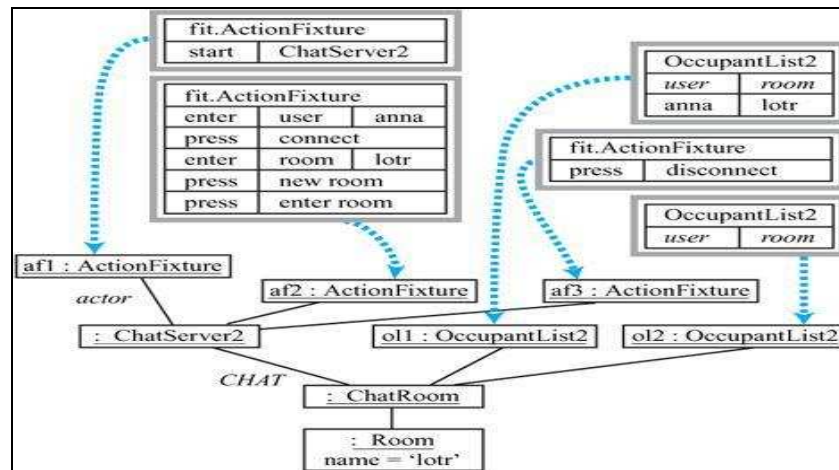 fit.ActionFixture
start ChatServer2
fit.ActionFixture
enter user anna
press connect
enter room lotr
press new room
press enter room
OccupantList2
user room
anna lotr
fit.ActionFixture
press disconnect
OccupantList2
user room
af1 : ActionFixture
af2 : ActionFixture
af3 : ActionFixture
actor
: ChatServer2
ol1 : OccupantList2
ol2 : OccupantList2
CHAT
: ChatRoom
: Room
name = ‘lotr’